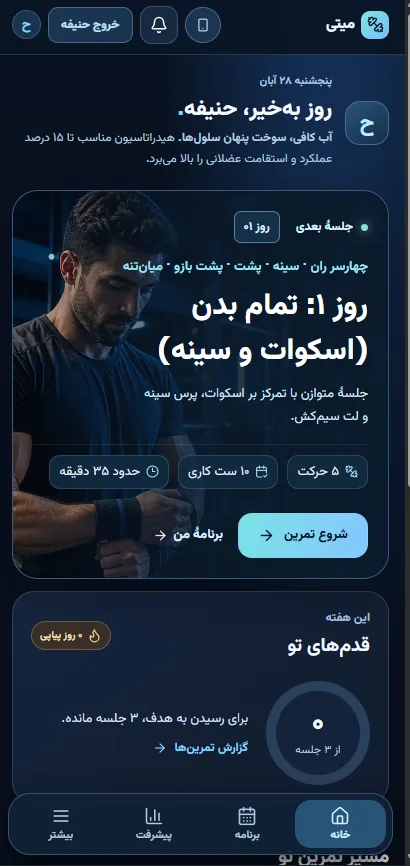 میتی
خروج حنیفه
ح
پنجشنبه ۲۸ آبان
روز به‌خیر، حنیفه.
ح
آب کافی، سوخت پنهان سلول‌ها. هیدراتاسیون مناسب تا ۱۵ درصد
عملکرد و استقامت عضلانی را بالا می‌برد.
جلسهٔ بعدی
روز ۰۱
چهارسر ران - سینه - پشت - پشت بازو - میان‌تنه
روز ۱: تمام بدن
(اسکوات و سینه)
جلسهٔ متوازن با تمرکز بر اسکوات، پرس سینه
و لت سیم‌کش.
۵ حرکت
۱۰ ست کاری
حدود ۳۵ دقیقه
شروع تمرین
برنامهٔ من
این هفته
قدم‌های تو
۰ روز پیاپی
۰
از ۳ جلسه
برای رسیدن به هدف، ۳ جلسه مانده.
گزارش تمرین‌ها
خانه
برنامه
پیشرفت
بیشتر
مسیر تمرین تو